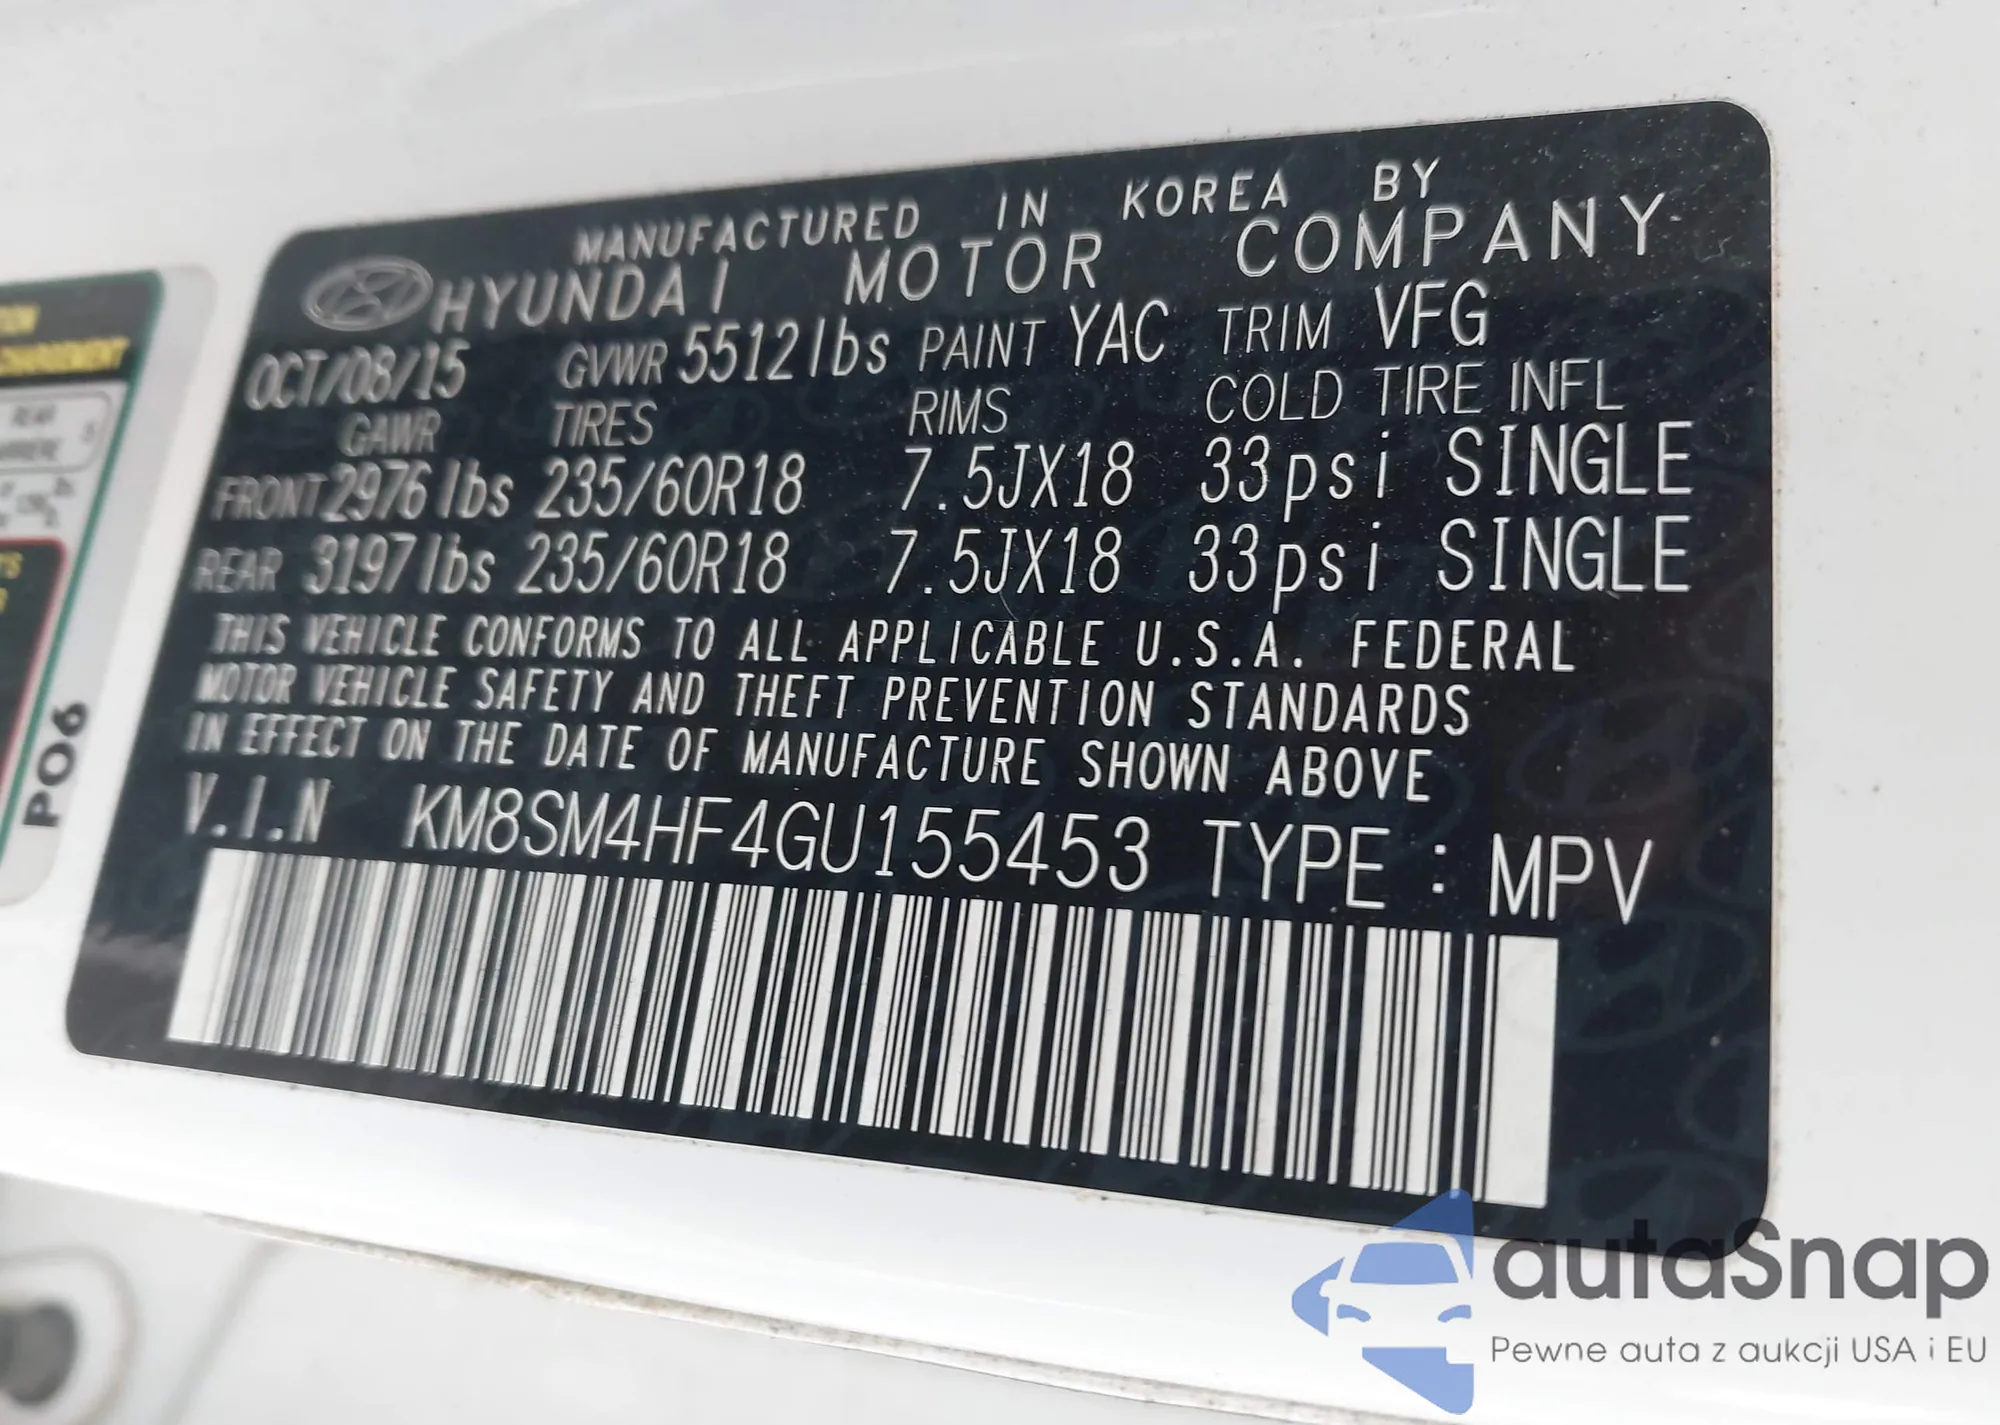 MANUFACTURED IN KOREA BY
HYUNDAI MOTOR COMPANY
OCT/08/15 GVWR 5512lbs PAINT YAC TRIM VFG
GAWR TIRES RIMS COLD TIRE INFL
FRONT 2976lbs 235/60R18 7.5JX18 33psi SINGLE
REAR 3197lbs 235/60R18 7.5JX18 33psi SINGLE
THIS VEHICLE CONFORMS TO ALL APPLICABLE U.S.A. FEDERAL
MOTOR VEHICLE SAFETY AND THEFT PREVENTION STANDARDS
IN EFFECT ON THE DATE OF MANUFACTURE SHOWN ABOVE
V.I.N KM8SM4HF4GU155453 TYPE : MPV
REAR
PO6
autaSnap
Pewne auta z aukcji USA i EU